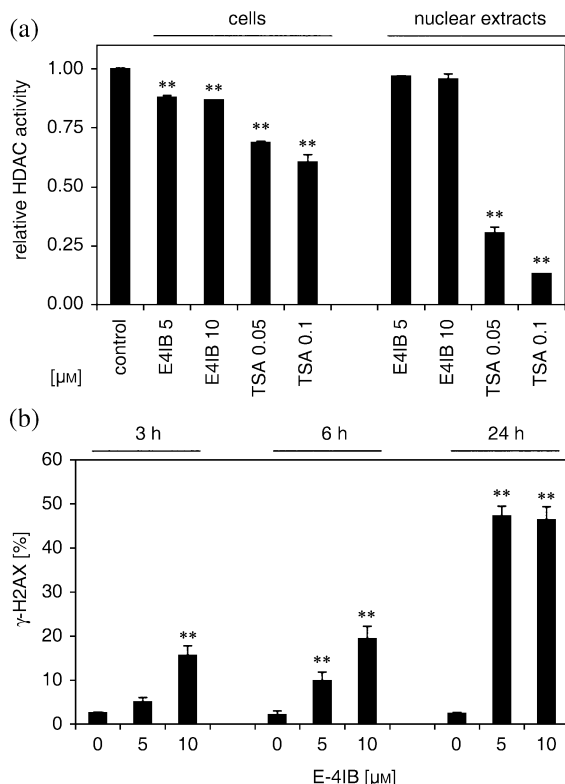 (a)
cells nuclear extracts
relative HDAC activity
1.00
0.75
0.50
0.25
0.00
** ** ** ** ** **
[µM] control E4IB 5 E4IB 10 TSA 0.05 TSA 0.1 E4IB 5 E4IB 10 TSA 0.05 TSA 0.1
(b)
3 h 6 h 24 h
γ-H2AX [%]
60
50
40
30
20
10
0
** ** ** ** **
0 5 10 0 5 10 0 5 10
E-4IB [µM]